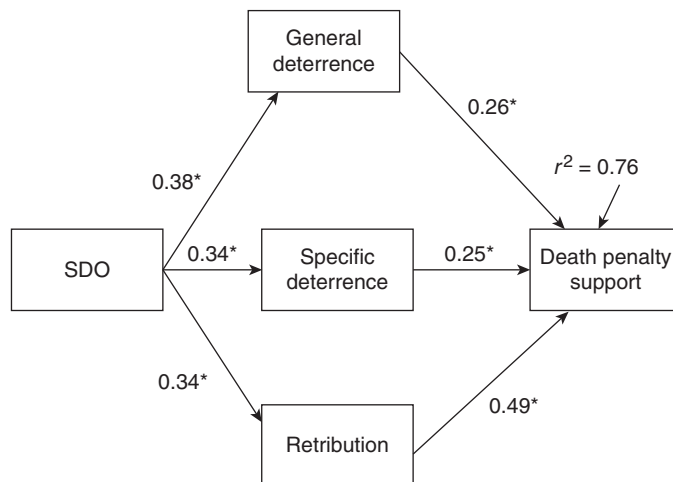 General
deterrence
0.26*
r² = 0.76
0.38*
SDO
0.34*
Specific
deterrence
0.25*
Death penalty
support
0.34*
0.49*
Retribution